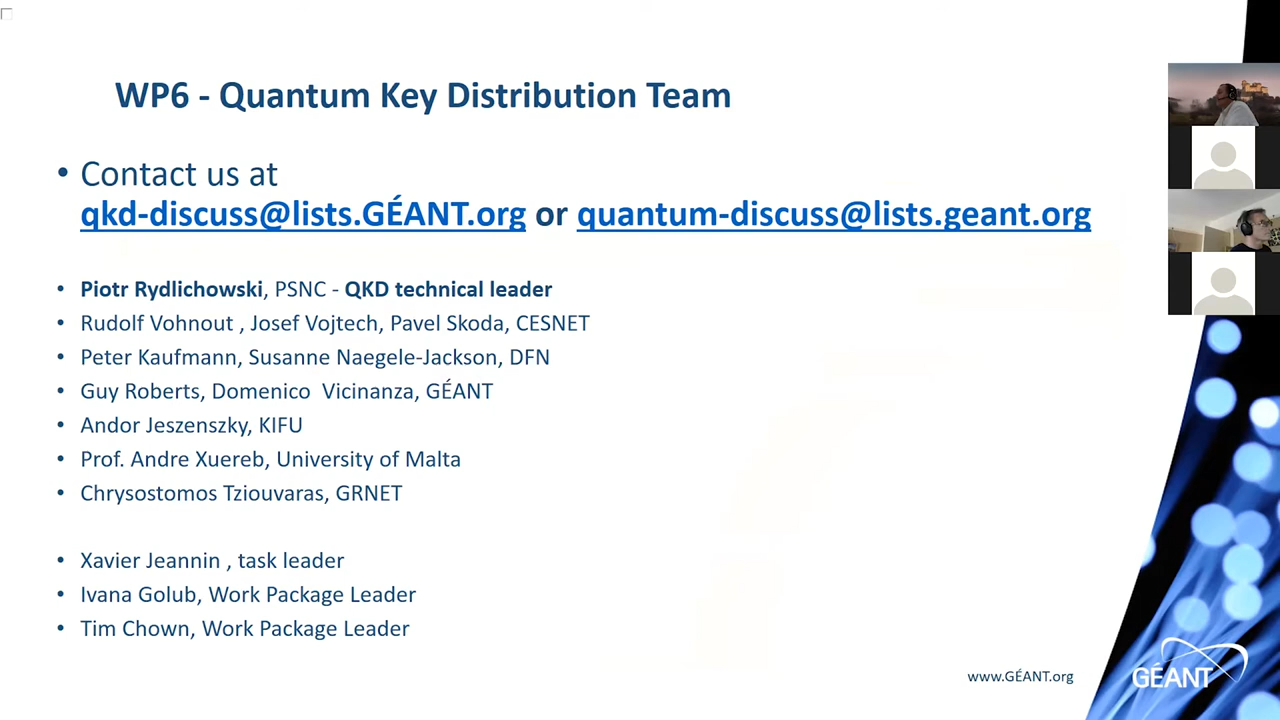 WP6 - Quantum Key Distribution Team
• Contact us at
qkd-discuss@lists.GÉANT.org or quantum-discuss@lists.geant.org
• Piotr Rydlichowski, PSNC - QKD technical leader
• Rudolf Vohnout , Josef Vojtech, Pavel Skoda, CESNET
• Peter Kaufmann, Susanne Naegele-Jackson, DFN
• Guy Roberts, Domenico  Vicinanza, GÉANT
• Andor Jeszenszky, KIFU
• Prof. Andre Xuereb, University of Malta
• Chrysostomos Tziouvaras, GRNET
• Xavier Jeannin , task leader
• Ivana Golub, Work Package Leader
• Tim Chown, Work Package Leader
www.GÉANT.org
GÉANT